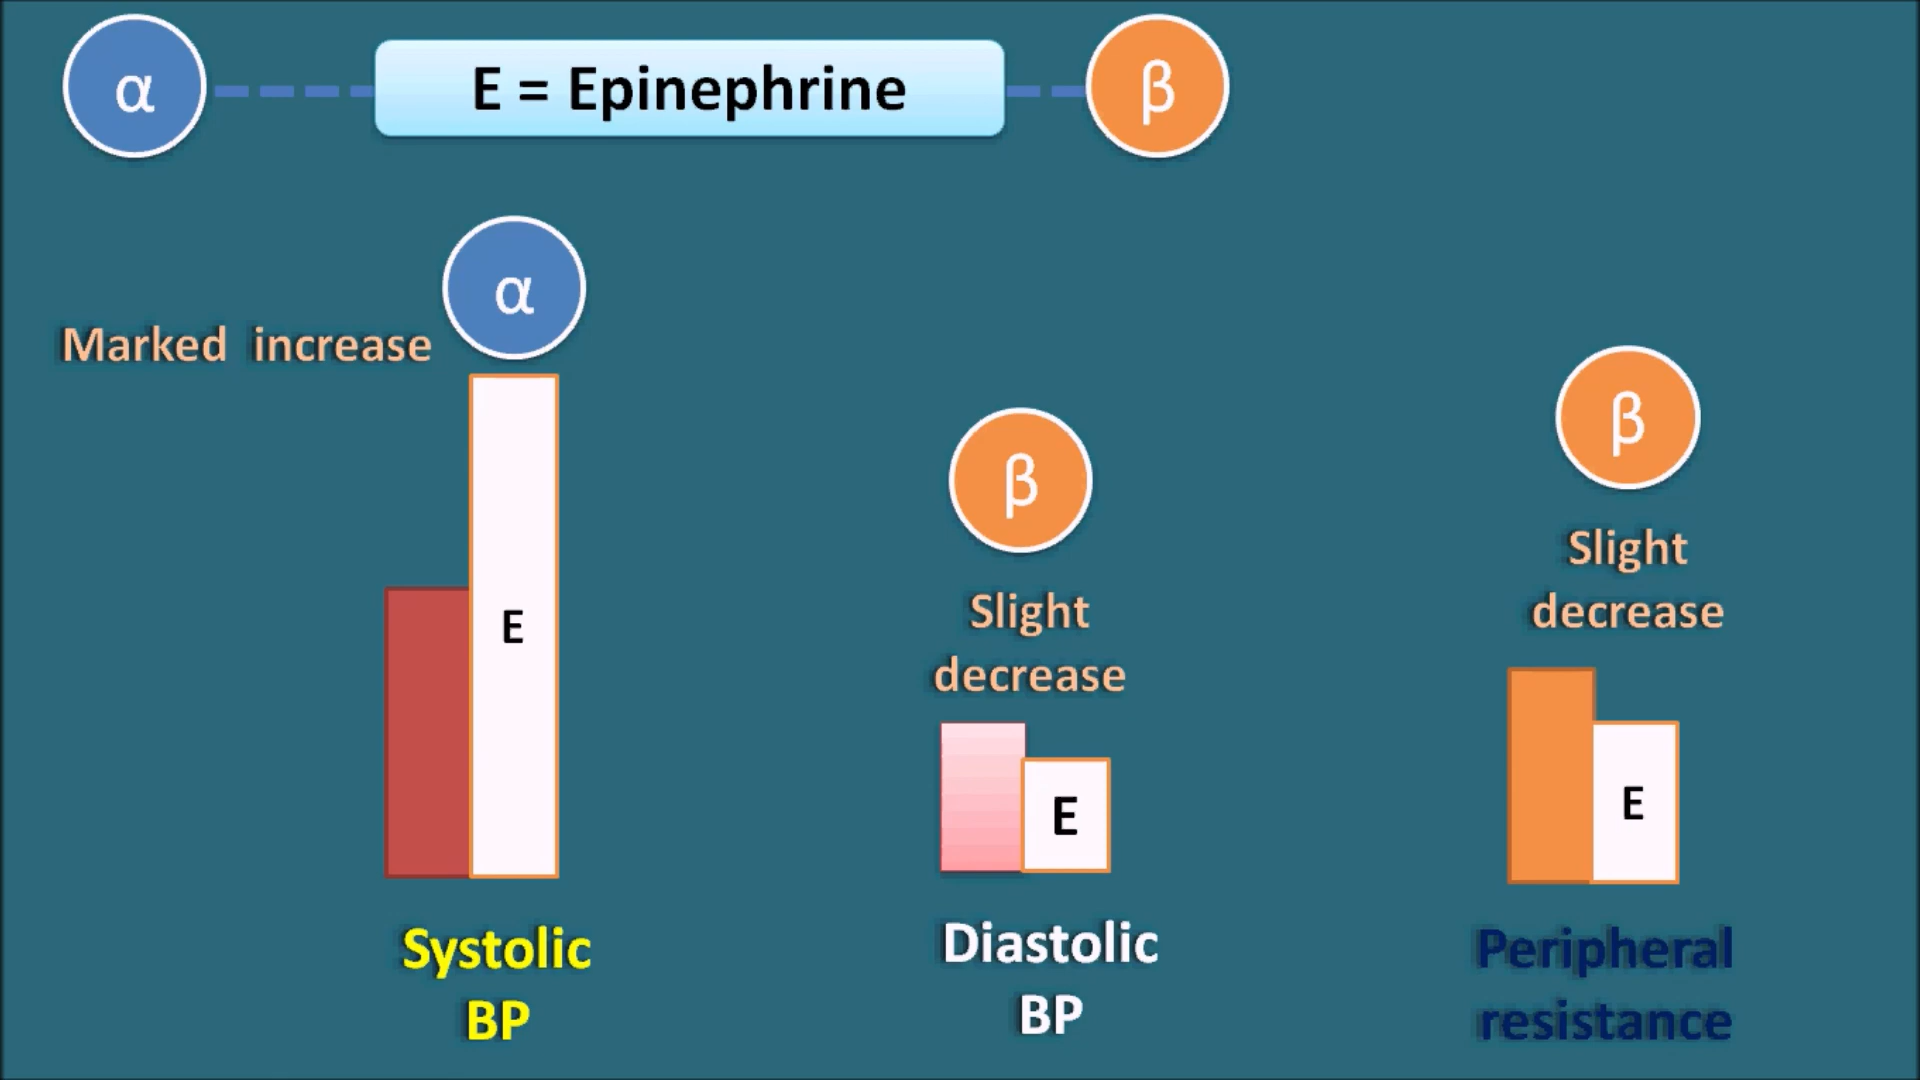 α
E = Epinephrine
β
α
Marked increase
β
β
Slight
decrease
Slight
decrease
E
E
E
Systolic
BP
Diastolic
BP
Peripheral
resistance